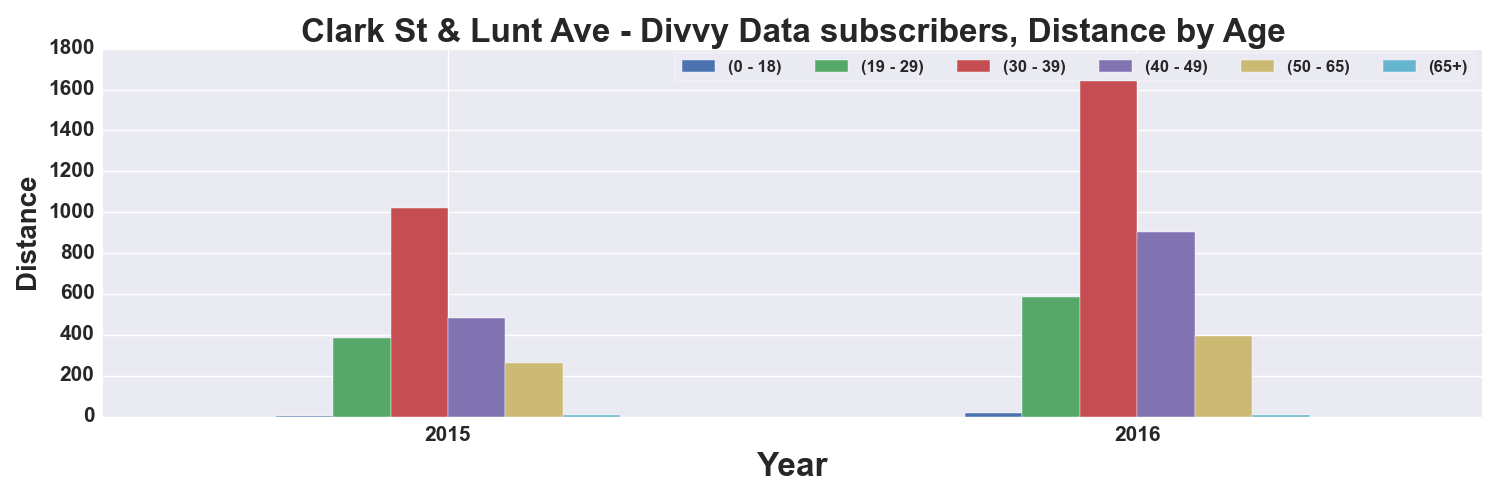 Clark St & Lunt Ave - Divvy Data subscribers, Distance by Age
(0 - 18) (19 - 29) (30 - 39) (40 - 49) (50 - 65) (65+)
Distance
1800
1600
1400
1200
1000
800
600
400
200
0
2015 2016
Year